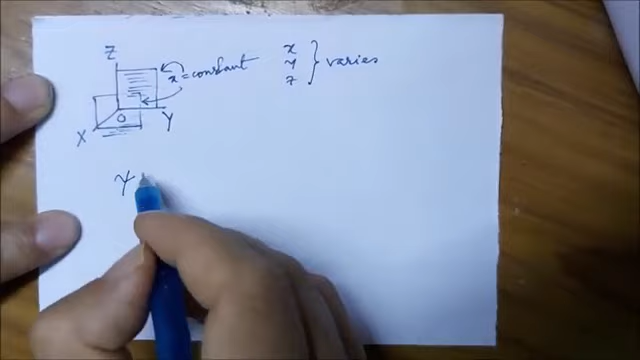 Z
x = constant
O
Y
X
x
y
z
} varies
Y